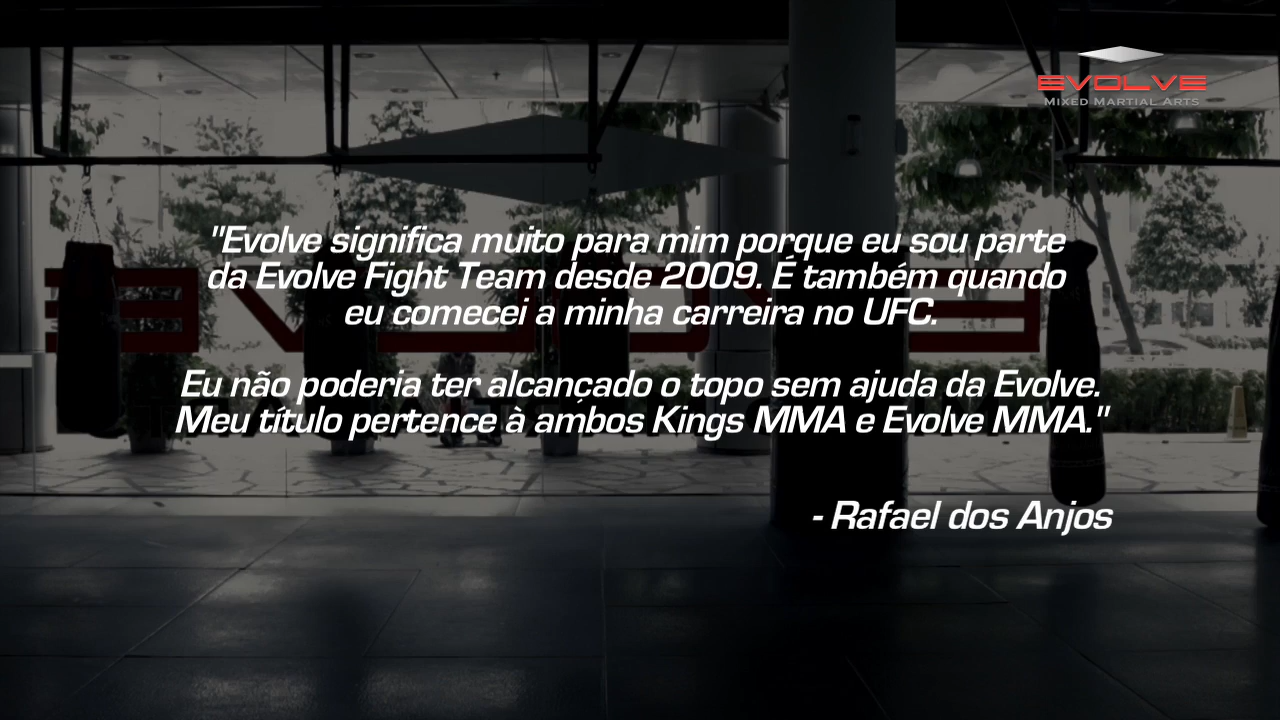 EVOLVE
MIXED MARTIAL ARTS
"Evolve significa muito para mim porque eu sou parte
da Evolve Fight Team desde 2009. É também quando
eu comecei a minha carreira no UFC.
Eu não poderia ter alcançado o topo sem ajuda da Evolve.
Meu título pertence à ambos Kings MMA e Evolve MMA."
- Rafael dos Anjos